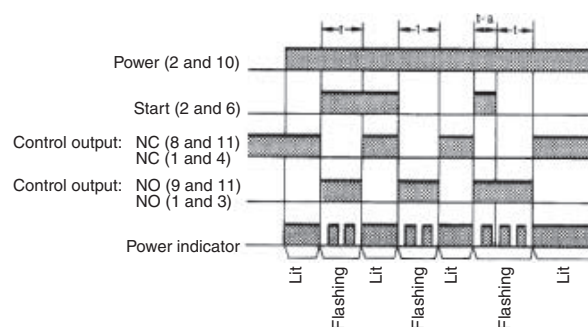 t-a
t
t
t
Power (2 and 10)
Start (2 and 6)
Control output: NC (8 and 11)
NC (1 and 4)
Control output: NO (9 and 11)
NO (1 and 3)
Power indicator
Lit
Flashing
Lit
Flashing
Lit
Flashing
Lit